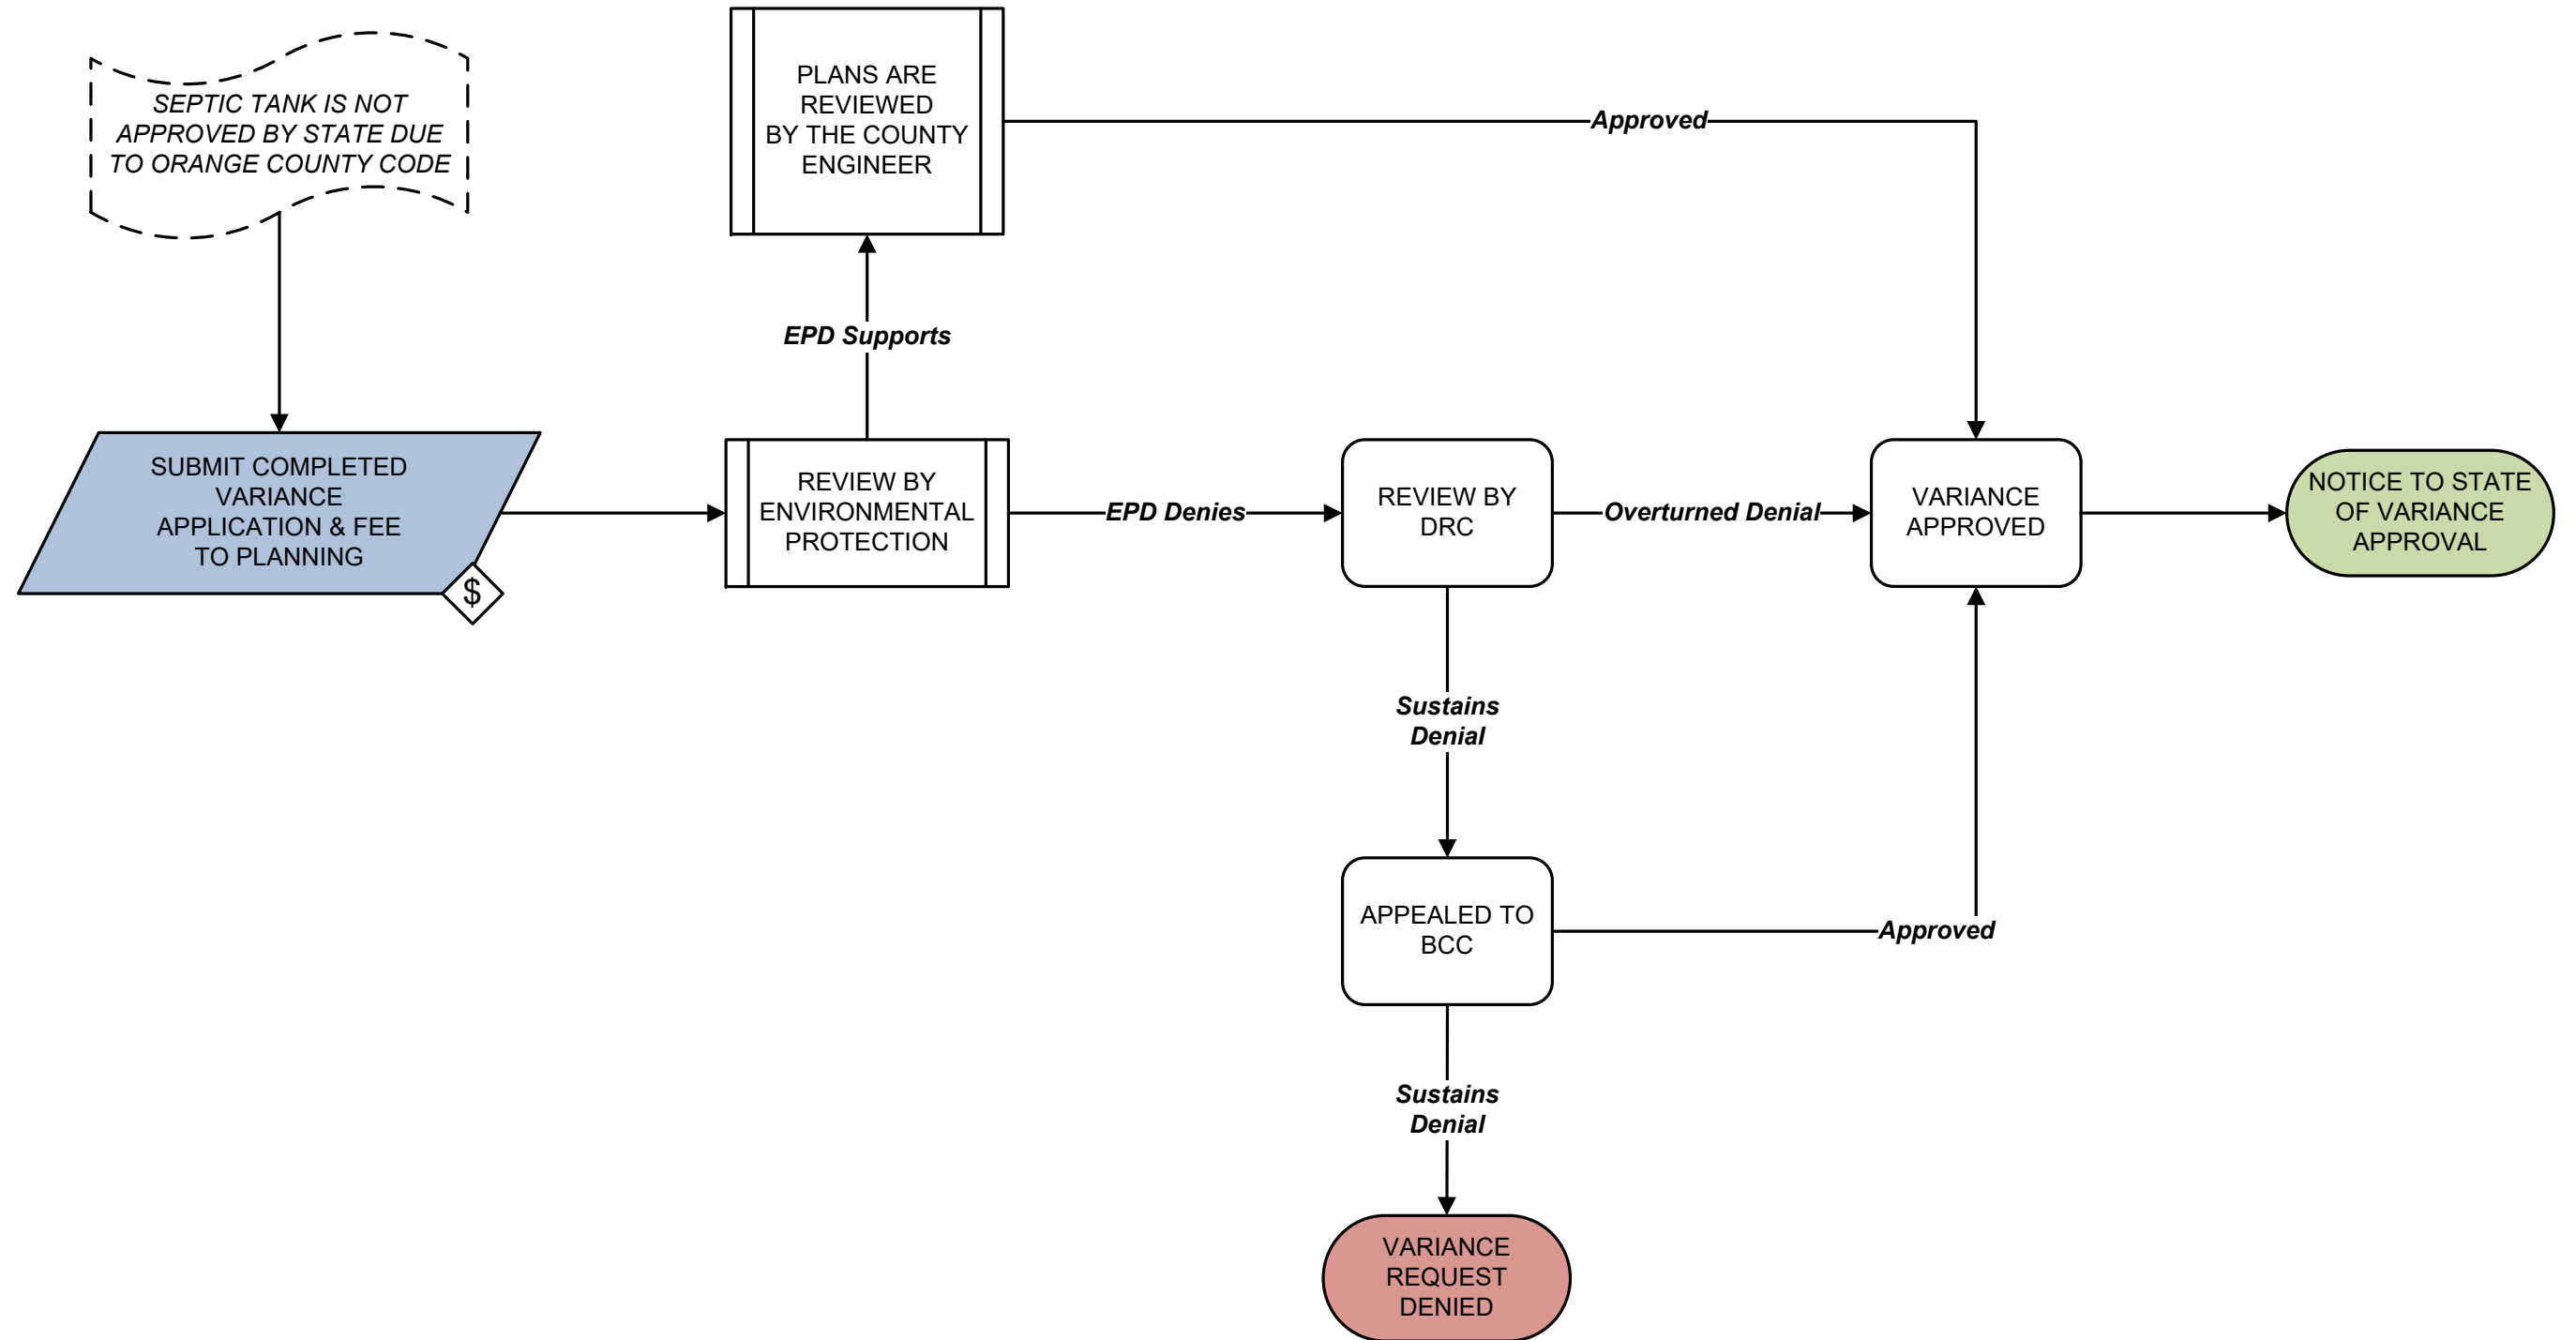 SEPTIC TANK IS NOT
APPROVED BY STATE DUE
TO ORANGE COUNTY CODE
PLANS ARE
REVIEWED
BY THE COUNTY
ENGINEER
Approved
EPD Supports
SUBMIT COMPLETED
VARIANCE
APPLICATION & FEE
TO PLANNING
$
REVIEW BY
ENVIRONMENTAL
PROTECTION
EPD Denies
REVIEW BY
DRC
Overturned Denial
VARIANCE
APPROVED
NOTICE TO STATE
OF VARIANCE
APPROVAL
Sustains
Denial
APPEALED TO
BCC
Approved
Sustains
Denial
VARIANCE
REQUEST
DENIED